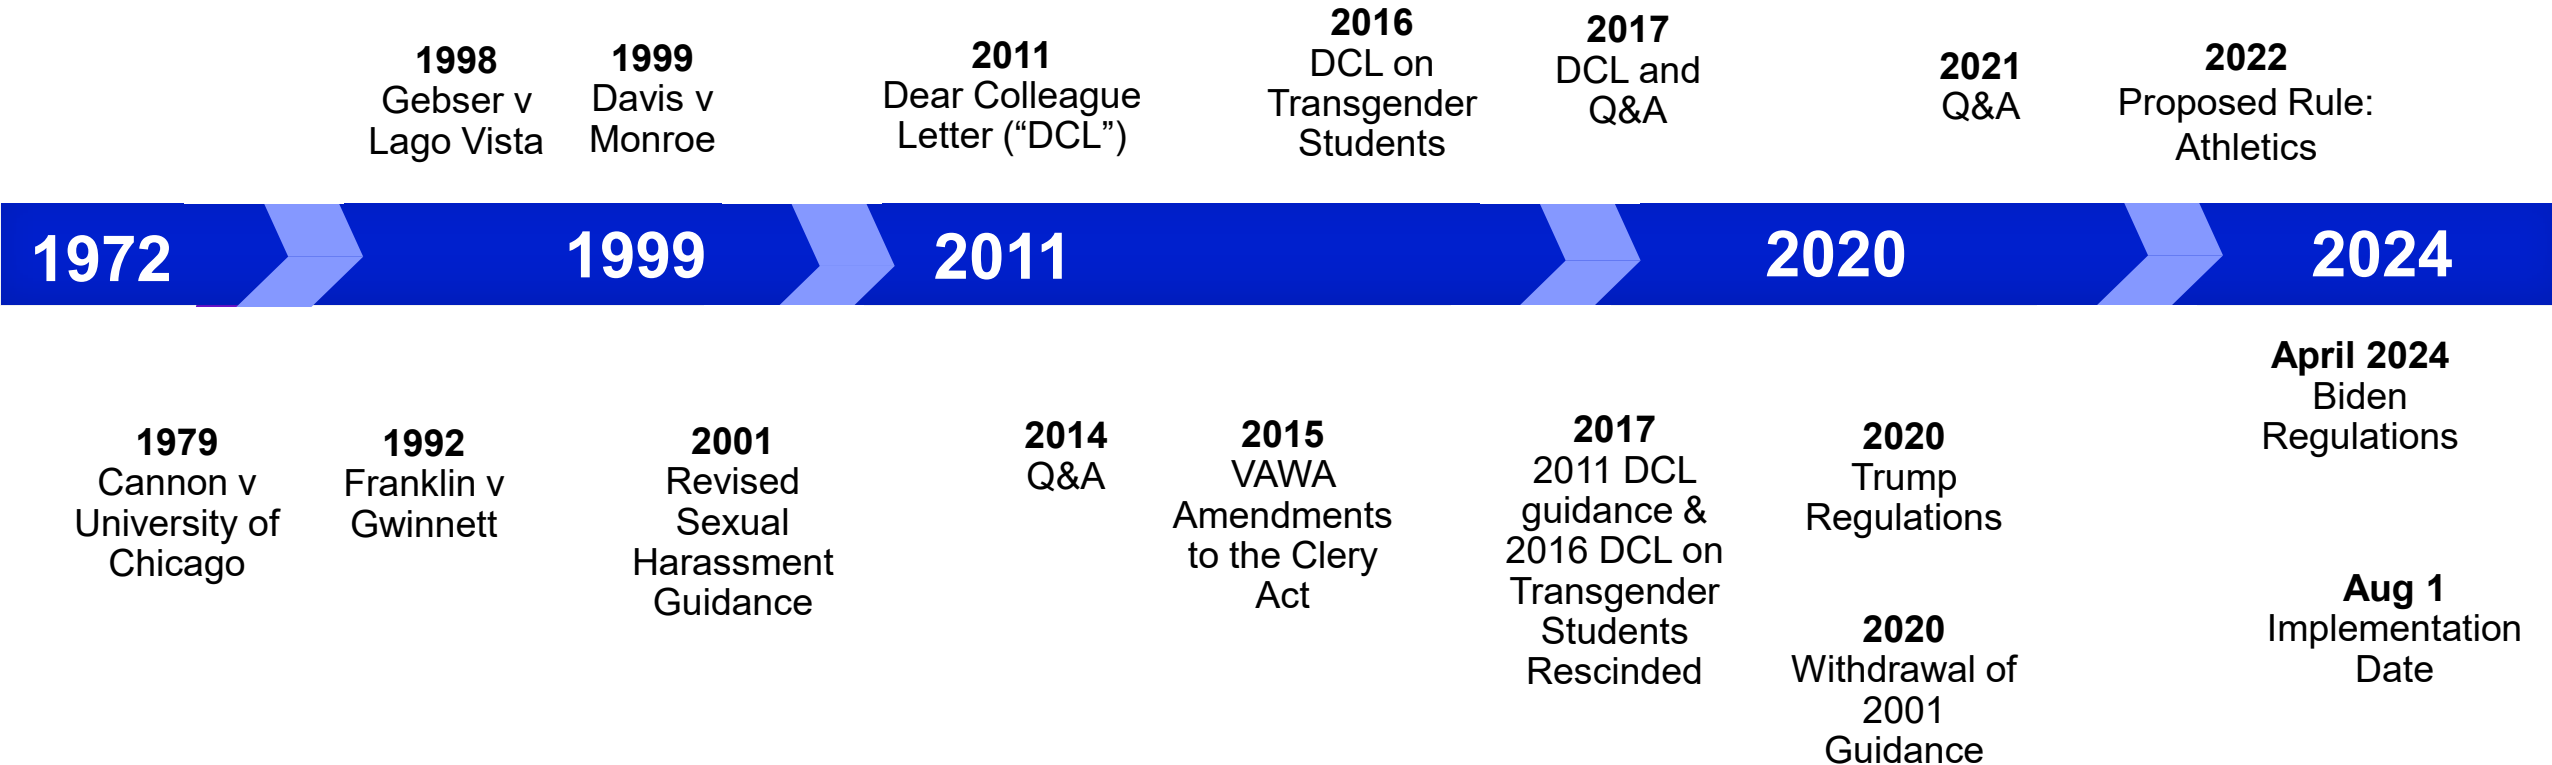 1998
Gebser v
Lago Vista
1999
Davis v
Monroe
2011
Dear Colleague
Letter (“DCL”)
2016
DCL on
Transgender
Students
2017
DCL and
Q&A
2021
Q&A
2022
Proposed Rule:
Athletics
1972
1999
2011
2020
2024
1979
Cannon v
University of
Chicago
1992
Franklin v
Gwinnett
2001
Revised
Sexual
Harassment
Guidance
2014
Q&A
2015
VAWA
Amendments
to the Clery
Act
2017
2011 DCL
guidance &
2016 DCL on
Transgender
Students
Rescinded
2020
Trump
Regulations
2020
Withdrawal of
2001
Guidance
April 2024
Biden
Regulations
Aug 1
Implementation
Date